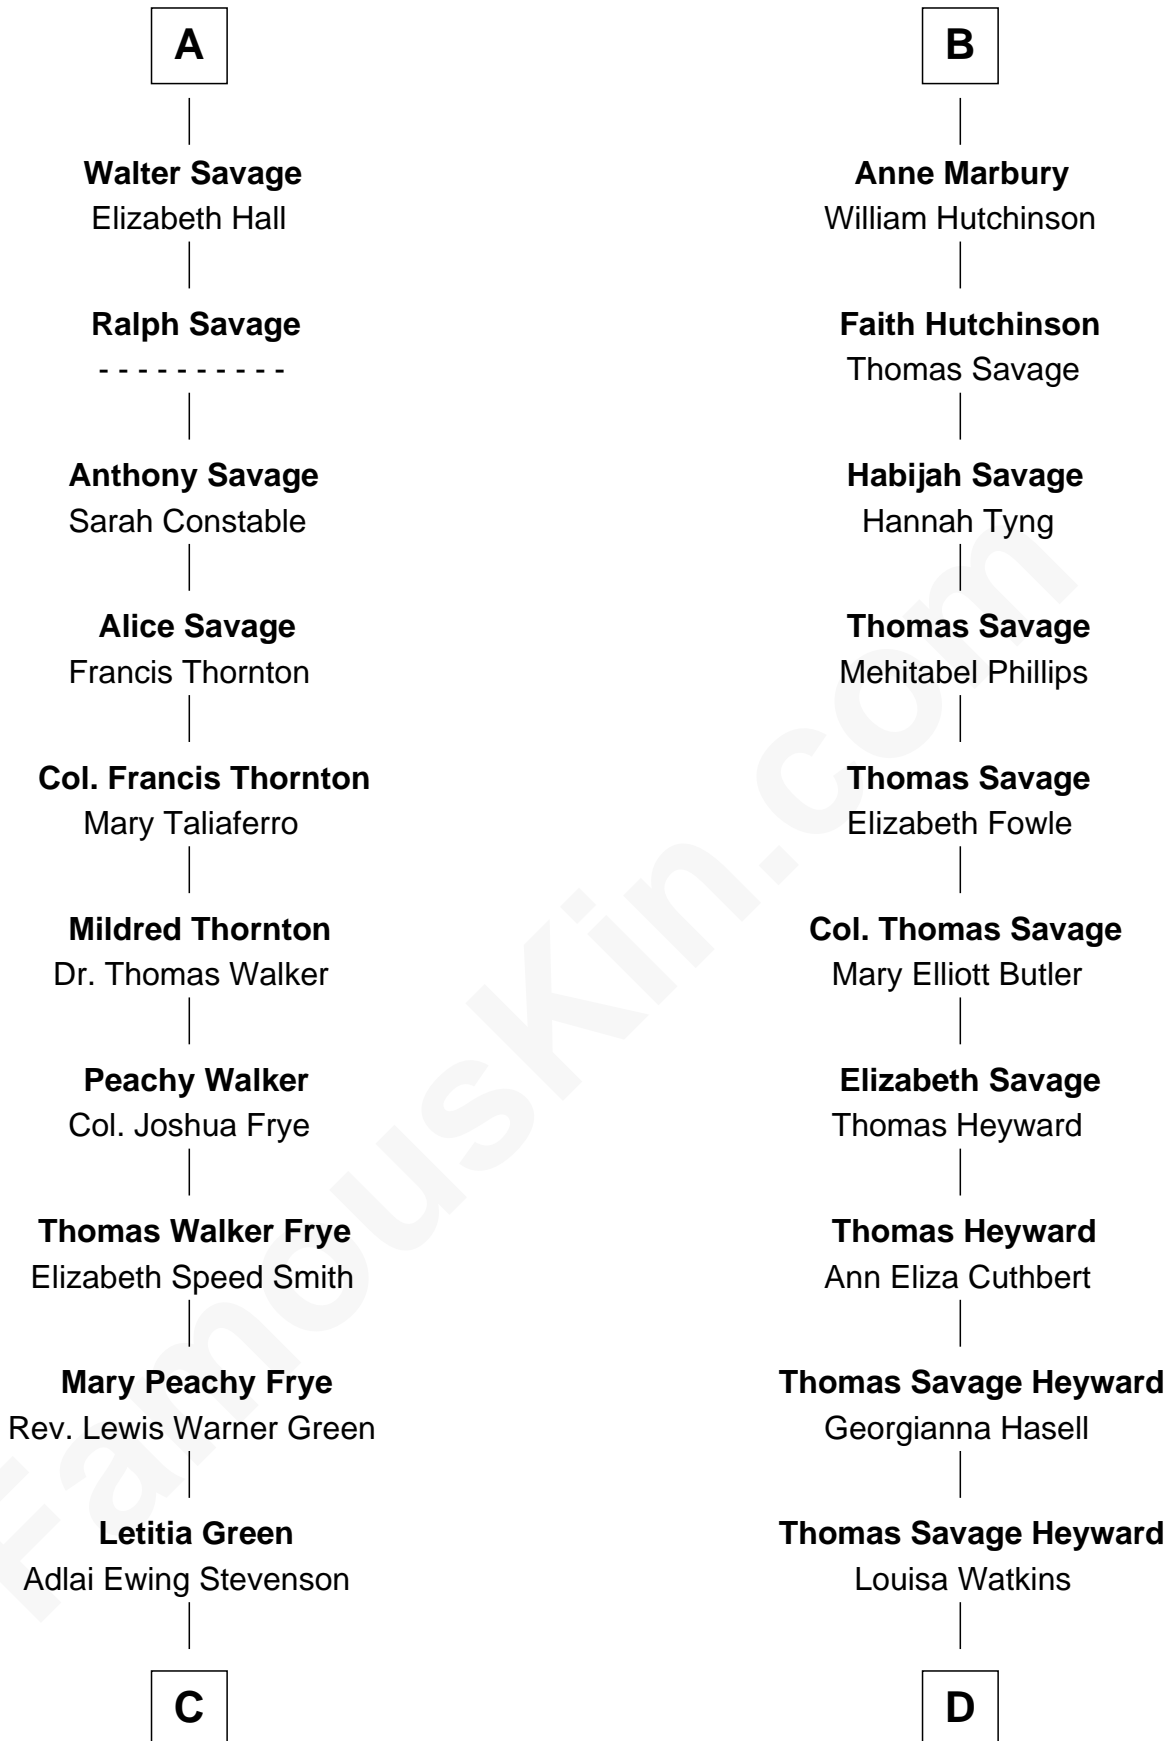 A
Walter Savage
Elizabeth Hall
Ralph Savage
- - - - - - - - - -
Anthony Savage
Sarah Constable
Alice Savage
Francis Thornton
Col. Francis Thornton
Mary Taliaferro
Mildred Thornton
Dr. Thomas Walker
Peachy Walker
Col. Joshua Frye
Thomas Walker Frye
Elizabeth Speed Smith
Mary Peachy Frye
Rev. Lewis Warner Green
Letitia Green
Adlai Ewing Stevenson
C
B
Anne Marbury
William Hutchinson
Faith Hutchinson
Thomas Savage
Habijah Savage
Hannah Tyng
Thomas Savage
Mehitabel Phillips
Thomas Savage
Elizabeth Fowle
Col. Thomas Savage
Mary Elliott Butler
Elizabeth Savage
Thomas Heyward
Thomas Heyward
Ann Eliza Cuthbert
Thomas Savage Heyward
Georgianna Hasell
Thomas Savage Heyward
Louisa Watkins
D
FamousKin.com